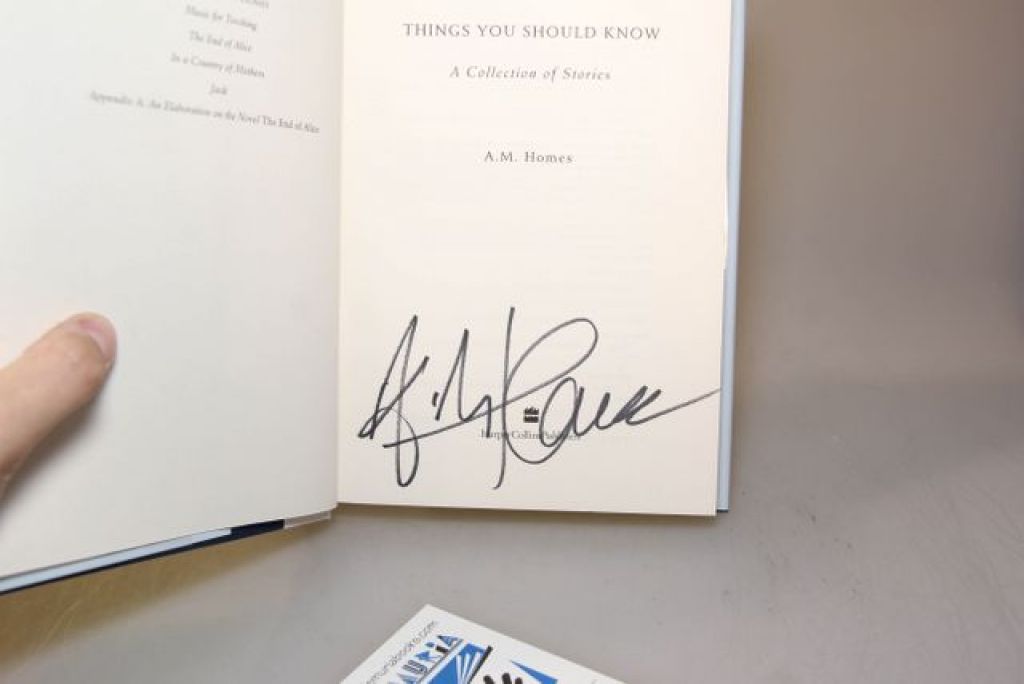 Music for Torching
The End of Alice
In a Country of Mothers
Jack
Appendix A: An Elaboration on the Novel The End of Alice
THINGS YOU SHOULD KNOW
A Collection of Stories
A.M. Homes
HarperCollinsPublishers